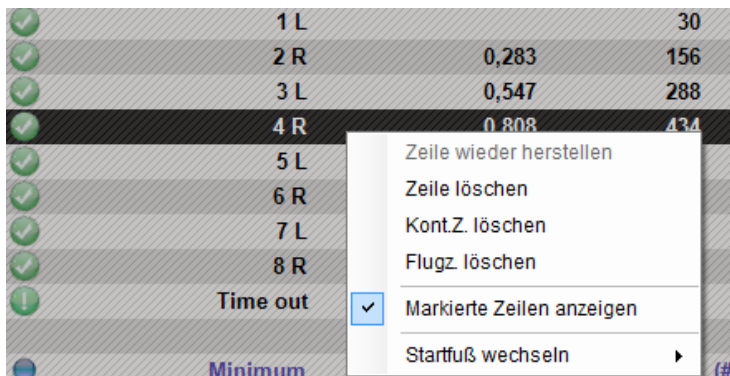 1 L 30
2 R 0,283 156
3 L 0,547 288
4 R 0.808 434
Zeile wieder herstellen
5 L
Zeile löschen
6 R
Kont.Z. löschen
7 L
Flugz. löschen
8 R
Time out
Markierte Zeilen anzeigen
Startfuß wechseln
Minimum (#